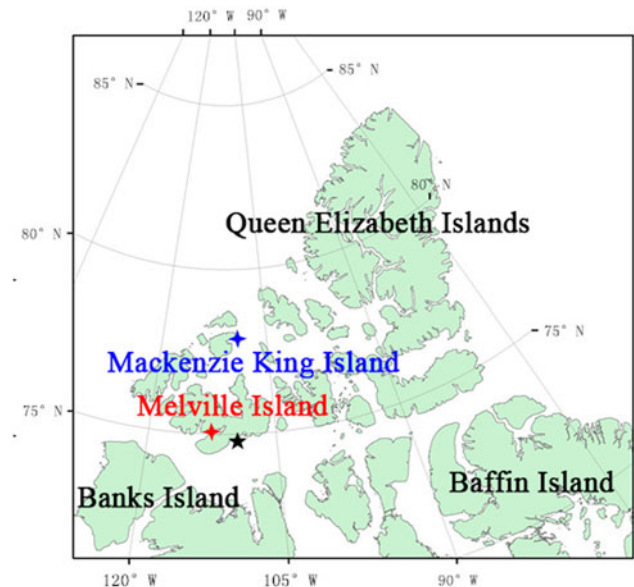 120° W 90° W
85° N
85° N
80° N
Queen Elizabeth Islands
80° N
75° N
Mackenzie King Island
Melville Island
75° N
Banks Island
Baffin Island
120° W
105° W
90° W